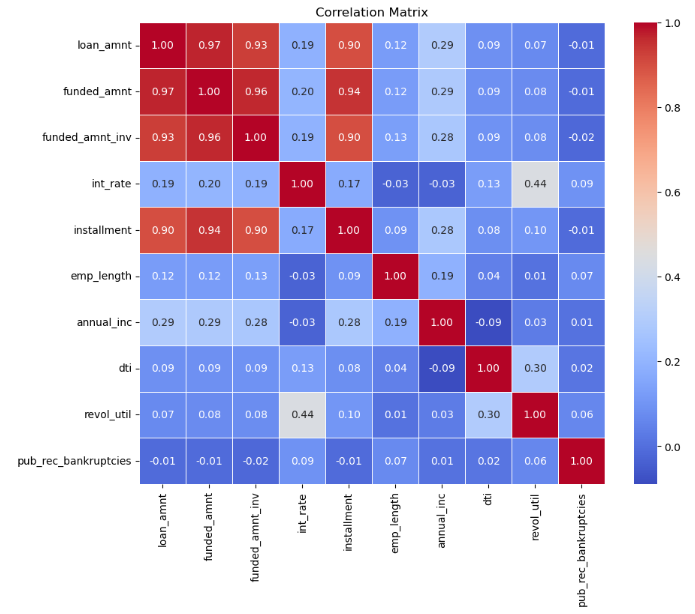 Correlation Matrix
loan_amnt 1.00 0.97 0.93 0.19 0.90 0.12 0.29 0.09 0.07 -0.01
funded_amnt 0.97 1.00 0.96 0.20 0.94 0.12 0.29 0.09 0.08 -0.01
funded_amnt_inv 0.93 0.96 1.00 0.19 0.90 0.13 0.28 0.09 0.08 -0.02
int_rate 0.19 0.20 0.19 1.00 0.17 -0.03 -0.03 0.13 0.44 0.09
installment 0.90 0.94 0.90 0.17 1.00 0.09 0.28 0.08 0.10 -0.01
emp_length 0.12 0.12 0.13 -0.03 0.09 1.00 0.19 0.04 0.01 0.07
annual_inc 0.29 0.29 0.28 -0.03 0.28 0.19 1.00 -0.09 0.03 0.01
dti 0.09 0.09 0.09 0.13 0.08 0.04 -0.09 1.00 0.30 0.02
revol_util 0.07 0.08 0.08 0.44 0.10 0.01 0.03 0.30 1.00 0.06
pub_rec_bankruptcies -0.01 -0.01 -0.02 0.09 -0.01 0.07 0.01 0.02 0.06 1.00
loan_amnt
funded_amnt
funded_amnt_inv
int_rate
installment
emp_length
annual_inc
dti
revol_util
pub_rec_bankruptcies
1.0
0.8
0.6
0.4
0.2
0.0